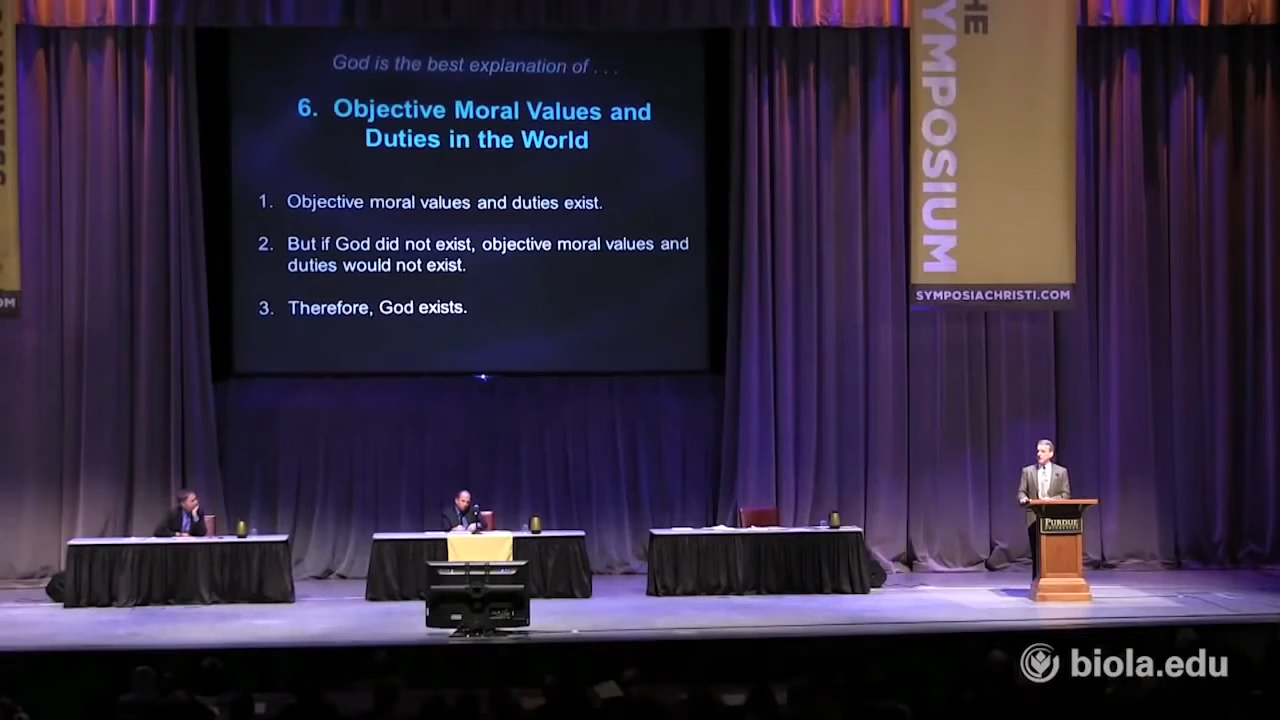 God is the best explanation of . . .
6. Objective Moral Values and
Duties in the World
1. Objective moral values and duties exist.
2. But if God did not exist, objective moral values and
duties would not exist.
3. Therefore, God exists.
THE
SYMPOSIUM
SYMPOSIACHRISTI.COM
PURDUE
UNIVERSITY
biola.edu